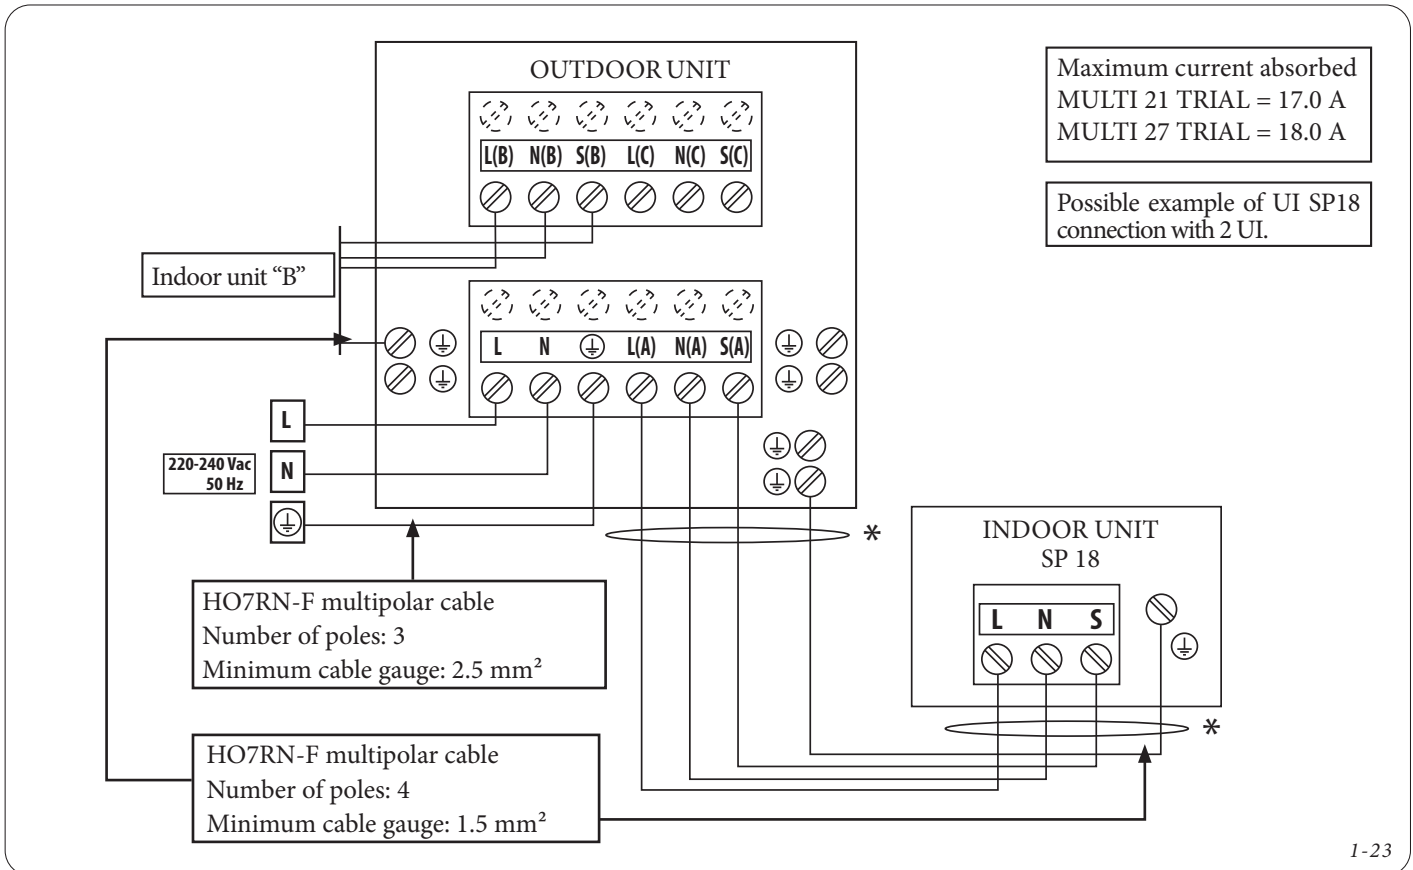 OUTDOOR UNIT
L(B) N(B) S(B) L(C) N(C) S(C)
Maximum current absorbed
MULTI 21 TRIAL = 17.0 A
MULTI 27 TRIAL = 18.0 A
Possible example of UI SP18
connection with 2 UI.
Indoor unit “B”
L N L(A) N(A) S(A)
L
220-240 Vac
50 Hz
N
*
INDOOR UNIT
SP 18
L N S
*
HO7RN-F multipolar cable
Number of poles: 3
Minimum cable gauge: 2.5 mm²
HO7RN-F multipolar cable
Number of poles: 4
Minimum cable gauge: 1.5 mm²
1-23